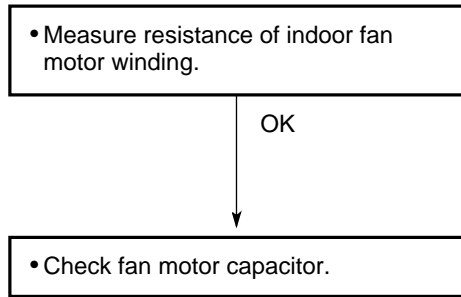 • Measure resistance of indoor fan
motor winding.
OK
• Check fan motor capacitor.